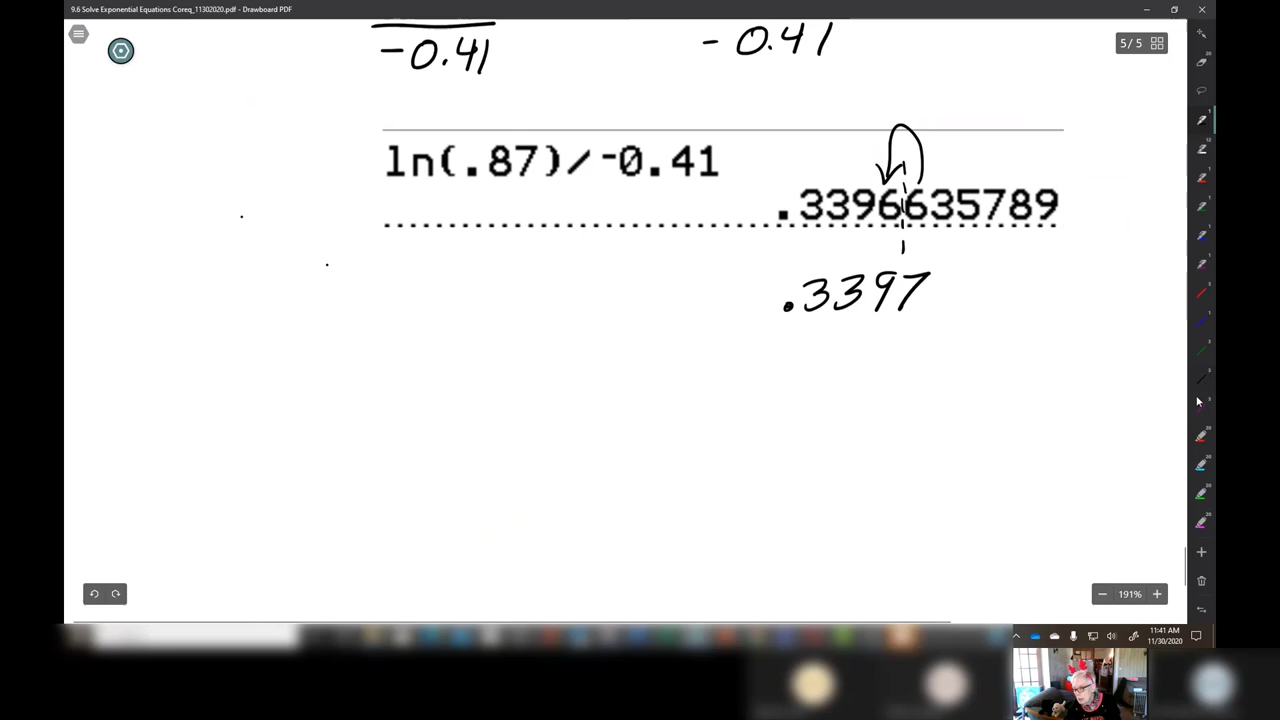 9.6 Solve Exponential Equations Coreq_11302020.pdf - Drawboard PDF
-0.41 -0.41
5/5
ln(.87)/-0.41
.3396635789
.3397
191%
11:41 AM
11/30/2020